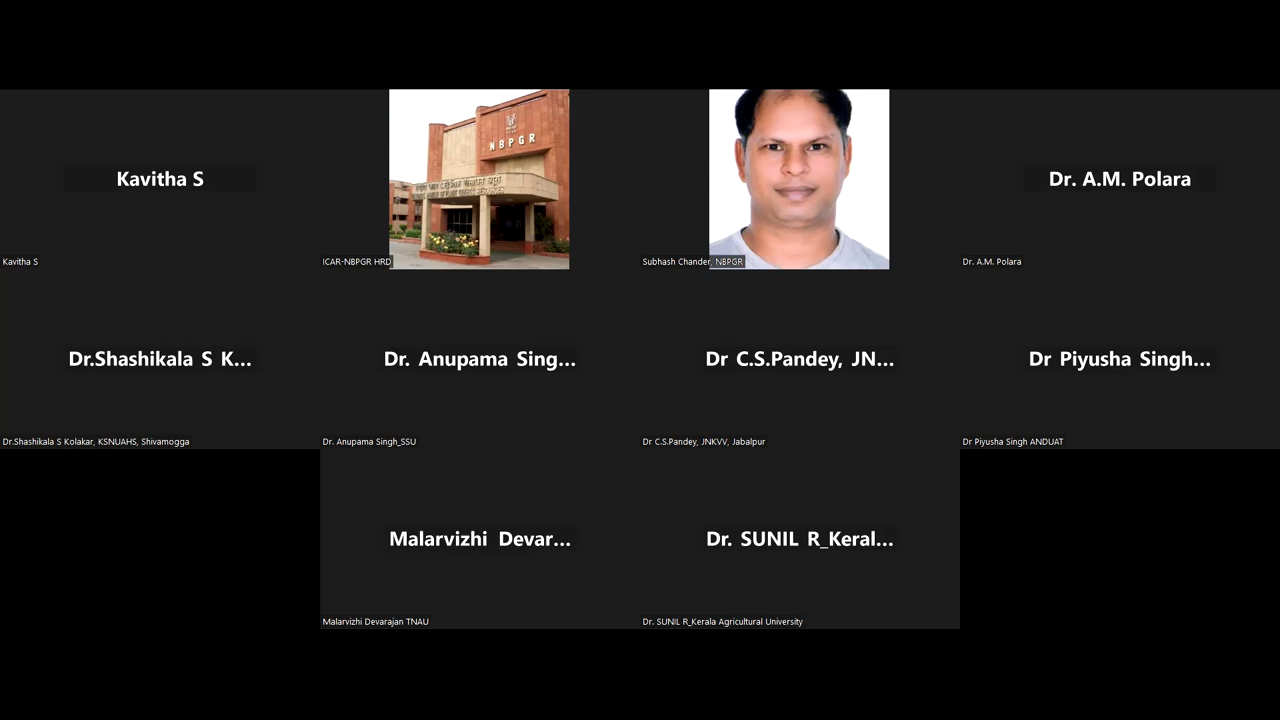 Kavitha S
Kavitha S
NBPGR
ICAR-NBPGR HRD
Subhash Chander, NBPGR
Dr. A.M. Polara
Dr. A.M. Polara
Dr.Shashikala S K...
Dr.Shashikala S Kolakar, KSNUAHS, Shivamogga
Dr. Anupama Sing...
Dr. Anupama Singh_SSU
Dr C.S.Pandey, JN...
Dr C.S.Pandey, JNKVV, Jabalpur
Dr Piyusha Singh...
Dr Piyusha Singh ANDUAT
Malarvizhi Devar...
Malarvizhi Devarajan TNAU
Dr. SUNIL R_Keral...
Dr. SUNIL R_Kerala Agricultural University